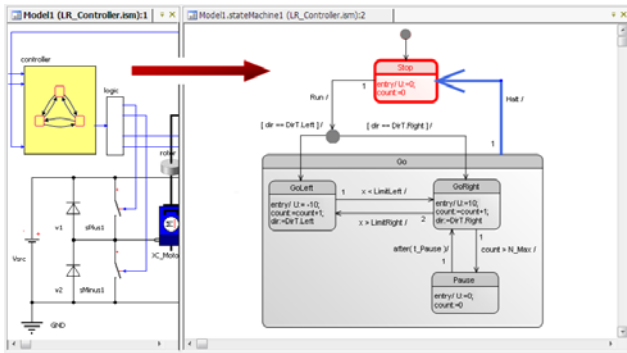 Model1 (LR_Controller.ism):1
Model1.stateMachine1 (LR_Controller.ism):2
controller
logic
rotor
v1
sPlus1
Vsrc
DC_Moto
v2
sMinus1
GND
Stop
entry/ U:=0;
count:=0
1
Run /
Halt /
[ dir == DirT.Left ] /
[ dir == DirT.Right ] /
1
Go
GoLeft
entry/ U:= -10;
count:=count+1;
dir:=DirT.Left
1
x < LimitLeft /
x > LimitRight /
2
GoRight
entry/ U:=10;
count:=count+1;
dir:=DirT.Right
after( t_Pause )/
1
count > N_Max /
1
Pause
entry/ U:=0;
count:=0